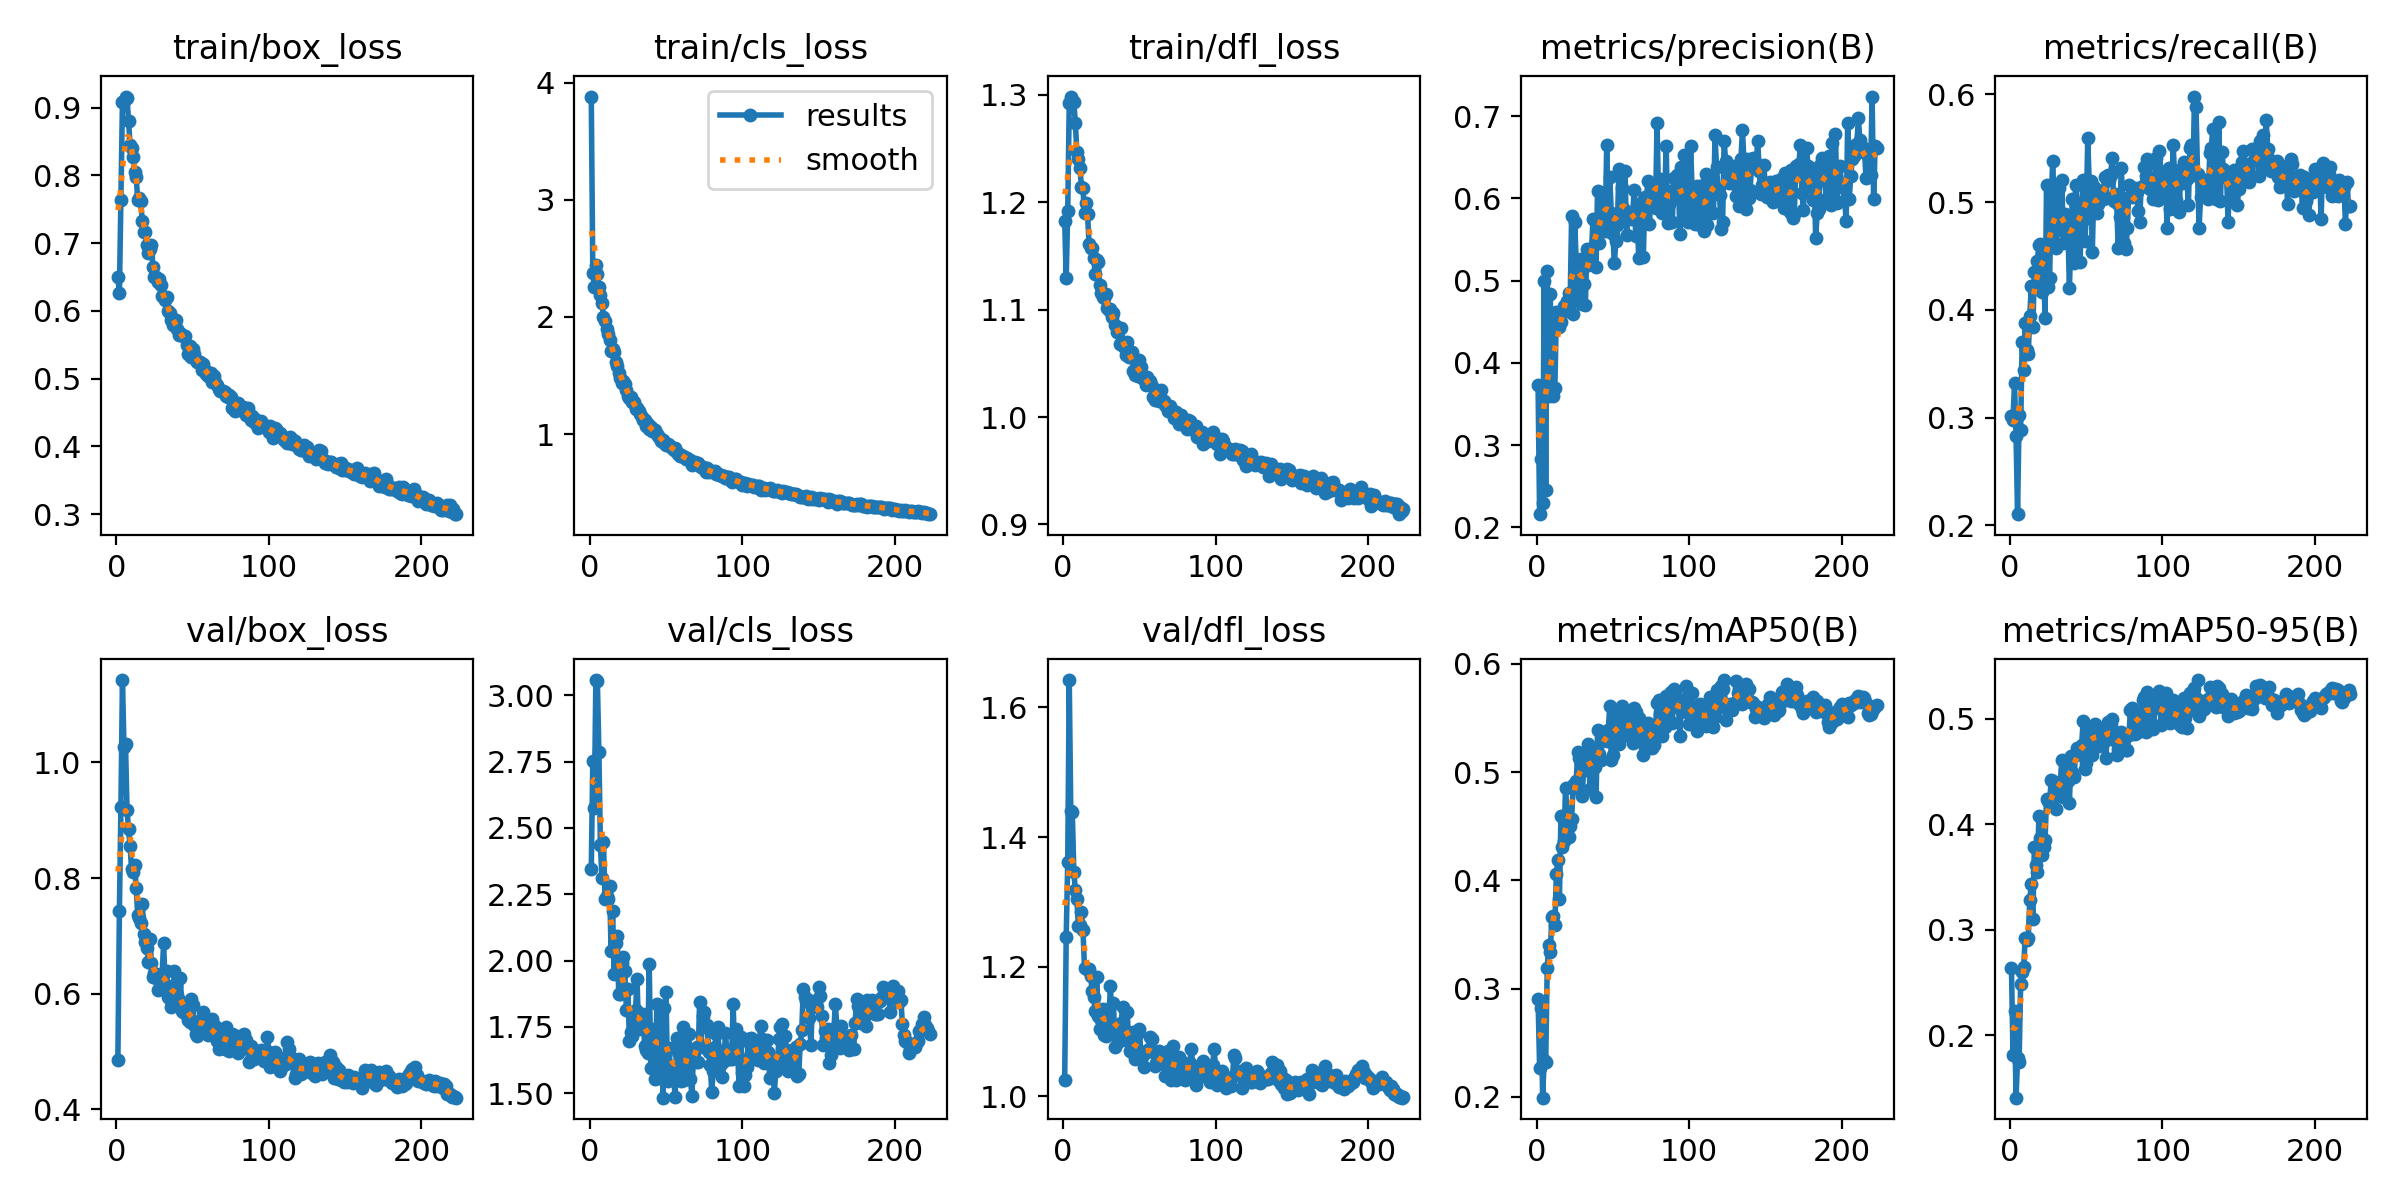 train/box_loss
0.9
0.8
0.7
0.6
0.5
0.4
0.3
0 100 200
train/cls_loss
results
smooth
4
3
2
1
0 100 200
train/dfl_loss
1.3
1.2
1.1
1.0
0.9
0 100 200
metrics/precision(B)
0.7
0.6
0.5
0.4
0.3
0.2
0 100 200
metrics/recall(B)
0.6
0.5
0.4
0.3
0.2
0 100 200
val/box_loss
1.0
0.8
0.6
0.4
0 100 200
val/cls_loss
3.00
2.75
2.50
2.25
2.00
1.75
1.50
0 100 200
val/dfl_loss
1.6
1.4
1.2
1.0
0 100 200
metrics/mAP50(B)
0.6
0.5
0.4
0.3
0.2
0 100 200
metrics/mAP50-95(B)
0.5
0.4
0.3
0.2
0 100 200